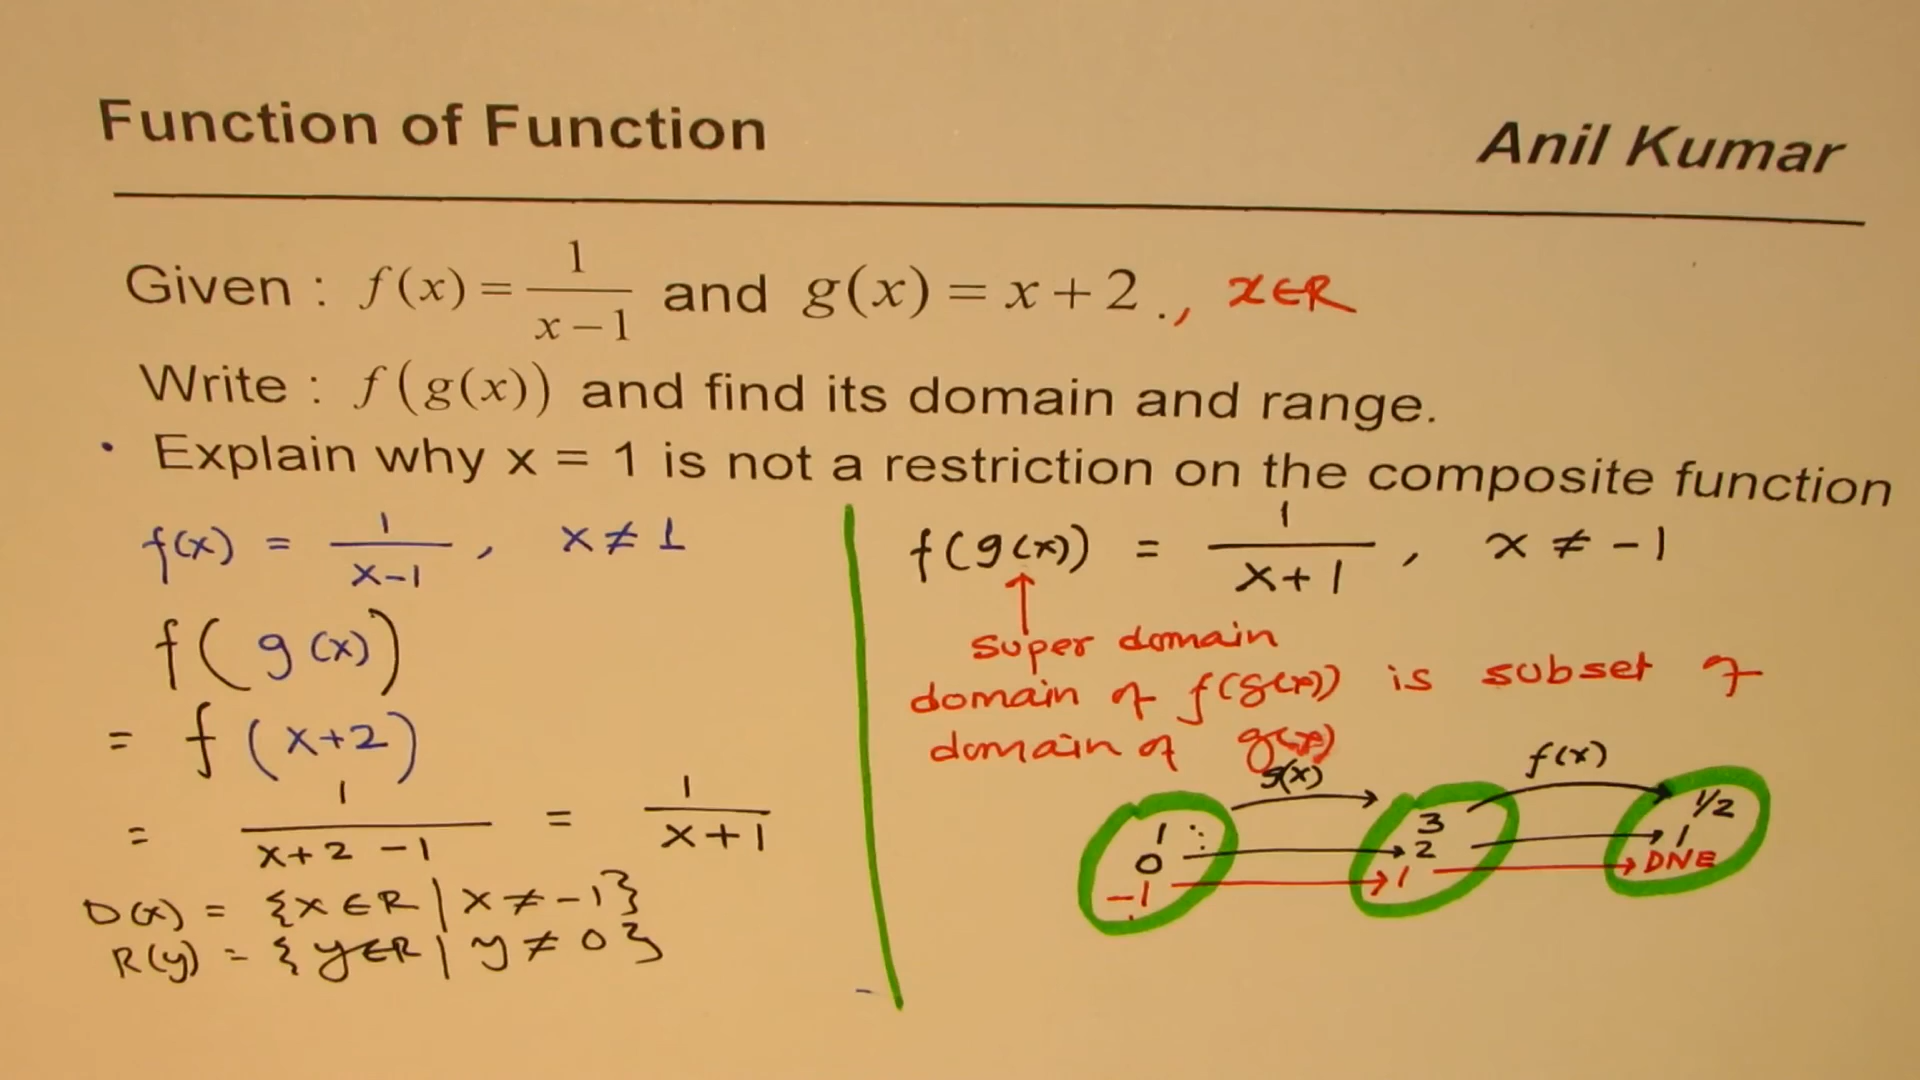 Function of Function
Anil Kumar
Given : f(x) = 1/(x−1) and g(x) = x+2 ., x∈R
Write : f(g(x)) and find its domain and range.
• Explain why x = 1 is not a restriction on the composite function
f(x) = 1/(x−1) , x ≠ 1
f(g(x))
= f(x+2)
= 1/(x+2−1) = 1/(x+1)
D(x) = {x∈R | x≠−1}
R(y) = {y∈R | y≠0}
f(g(x)) = 1/(x+1) , x ≠ −1
super domain
domain of f(g(x)) is subset of
domain of g(x)
g(x) f(x)
1 3 1/2
0 2 1
−1 1 DNE